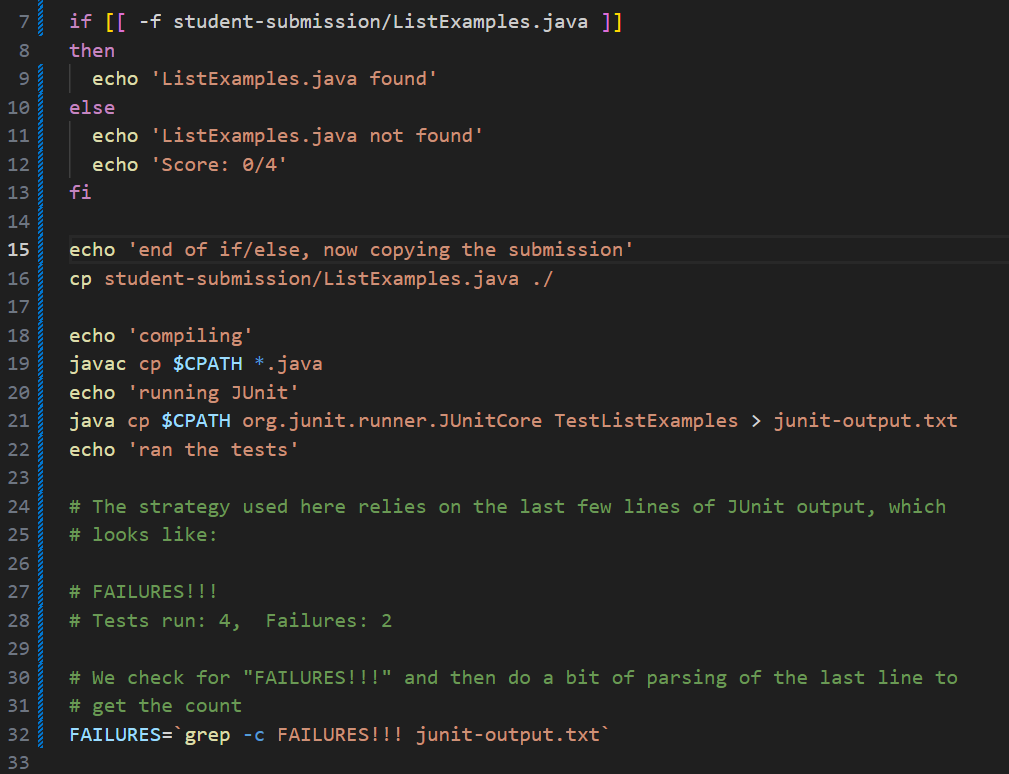 7 if [[ -f student-submission/ListExamples.java ]]
8 then
9   echo 'ListExamples.java found'
10 else
11   echo 'ListExamples.java not found'
12   echo 'Score: 0/4'
13 fi
14
15 echo 'end of if/else, now copying the submission'
16 cp student-submission/ListExamples.java ./
17
18 echo 'compiling'
19 javac cp $CPATH *.java
20 echo 'running JUnit'
21 java cp $CPATH org.junit.runner.JUnitCore TestListExamples > junit-output.txt
22 echo 'ran the tests'
23
24 # The strategy used here relies on the last few lines of JUnit output, which
25 # looks like:
26
27 # FAILURES!!!
28 # Tests run: 4,  Failures: 2
29
30 # We check for "FAILURES!!!" and then do a bit of parsing of the last line to
31 # get the count
32 FAILURES=`grep -c FAILURES!!! junit-output.txt`
33